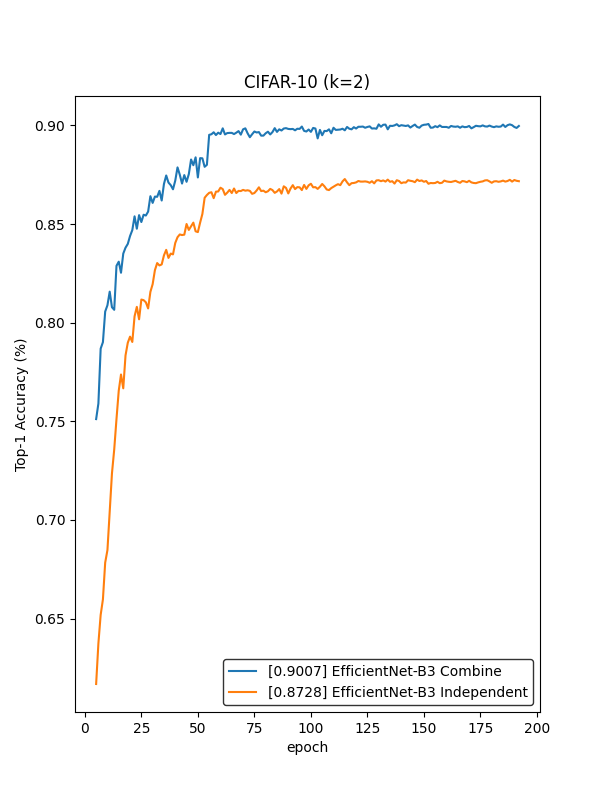 CIFAR-10 (k=2)
Top-1 Accuracy (%)
0.90
0.85
0.80
0.75
0.70
0.65
[0.9007] EfficientNet-B3 Combine
[0.8728] EfficientNet-B3 Independent
0 25 50 75 100 125 150 175 200
epoch